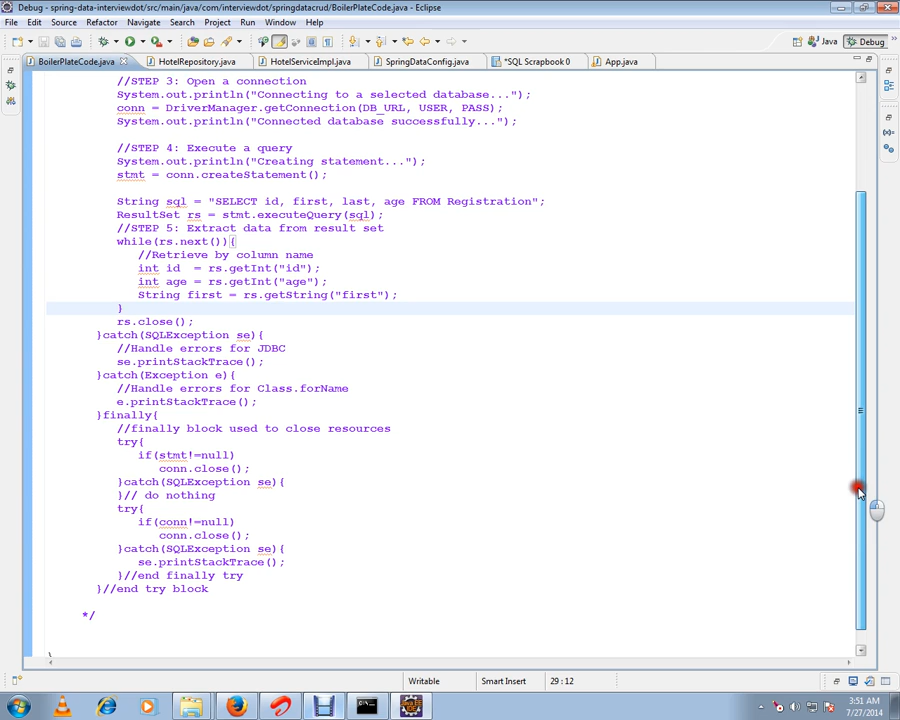 Debug - spring-data-interviewdot/src/main/java/com/interviewdot/springdatacrud/BoilerPlateCode.java - Eclipse
File Edit Source Refactor Navigate Search Project Run Window Help
Java Debug
BoilerPlateCode.java HotelRepository.java HotelServiceImpl.java SpringDataConfig.java *SQL Scrapbook 0 App.java
//STEP 3: Open a connection
System.out.println("Connecting to a selected database...");
conn = DriverManager.getConnection(DB_URL, USER, PASS);
System.out.println("Connected database successfully...");
//STEP 4: Execute a query
System.out.println("Creating statement...");
stmt = conn.createStatement();
String sql = "SELECT id, first, last, age FROM Registration";
ResultSet rs = stmt.executeQuery(sql);
//STEP 5: Extract data from result set
while(rs.next()){
//Retrieve by column name
int id  = rs.getInt("id");
int age = rs.getInt("age");
String first = rs.getString("first");
}
rs.close();
}catch(SQLException se){
//Handle errors for JDBC
se.printStackTrace();
}catch(Exception e){
//Handle errors for Class.forName
e.printStackTrace();
}finally{
//finally block used to close resources
try{
if(stmt!=null)
conn.close();
}catch(SQLException se){
}// do nothing
try{
if(conn!=null)
conn.close();
}catch(SQLException se){
se.printStackTrace();
}//end finally try
}//end try block
*/
Writable Smart Insert 29 : 12
3:51 AM
7/27/2014